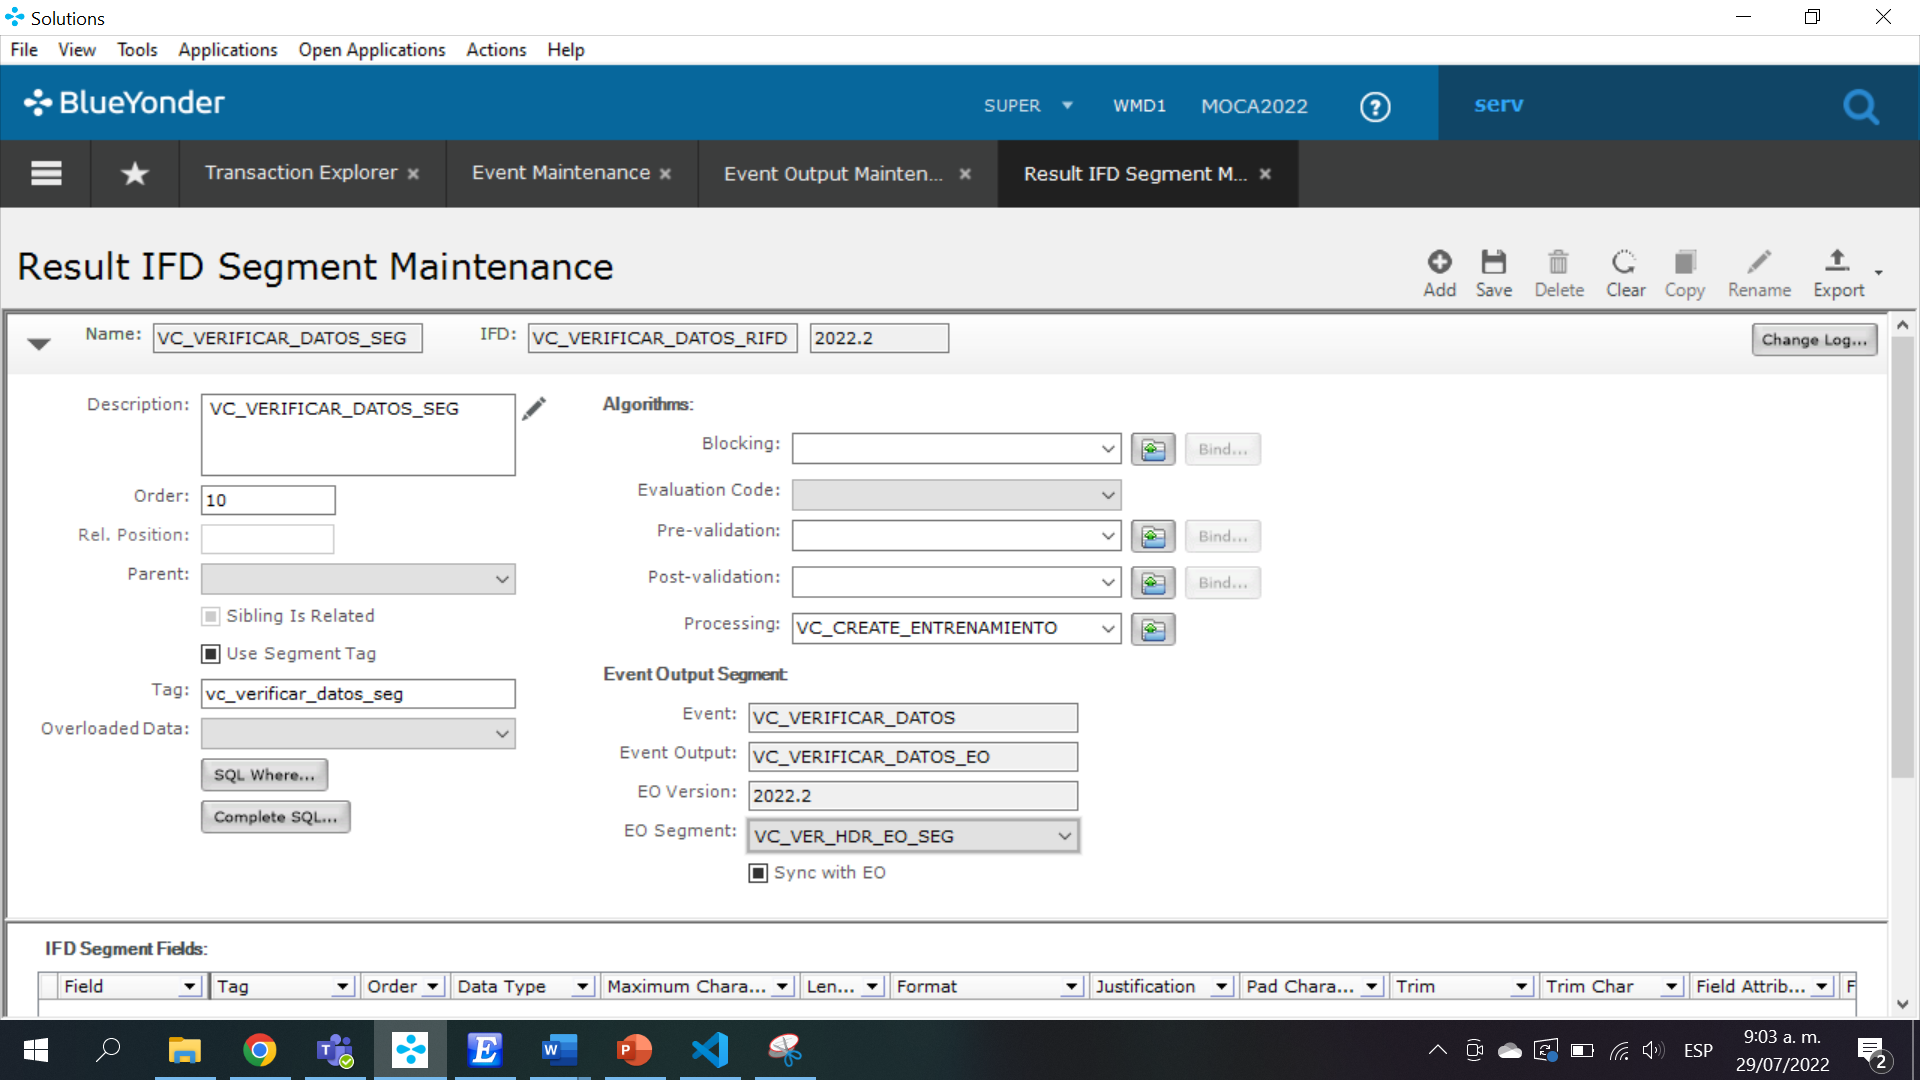 Solutions
File View Tools Applications Open Applications Actions Help
BlueYonder SUPER WMD1 MOCA2022 ? serv
Transaction Explorer × Event Maintenance × Event Output Mainten... × Result IFD Segment M... ×
Result IFD Segment Maintenance
Add Save Delete Clear Copy Rename Export
Name: VC_VERIFICAR_DATOS_SEG IFD: VC_VERIFICAR_DATOS_RIFD 2022.2 Change Log...
Description: VC_VERIFICAR_DATOS_SEG
Order: 10
Rel. Position:
Parent:
Sibling Is Related
Use Segment Tag
Tag: vc_verificar_datos_seg
Overloaded Data:
SQL Where...
Complete SQL...
Algorithms:
Blocking: Bind...
Evaluation Code:
Pre-validation: Bind...
Post-validation: Bind...
Processing: VC_CREATE_ENTRENAMIENTO
Event Output Segment:
Event: VC_VERIFICAR_DATOS
Event Output: VC_VERIFICAR_DATOS_EO
EO Version: 2022.2
EO Segment: VC_VER_HDR_EO_SEG
Sync with EO
IFD Segment Fields:
Field Tag Order Data Type Maximum Chara... Len... Format Justification Pad Chara... Trim Trim Char Field Attrib... F
T E W P ESP 9:03 a. m.
29/07/2022 2